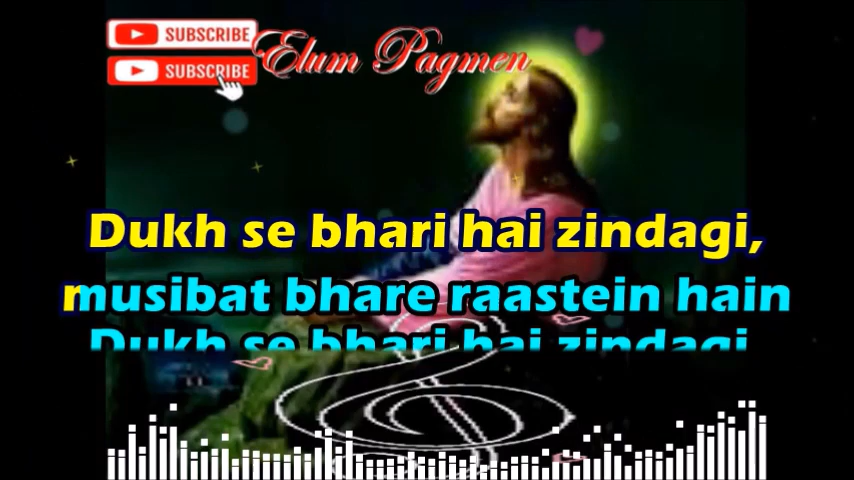 SUBSCRIBE
SUBSCRIBE
Elum Pagmen
Dukh se bhari hai zindagi,
musibat bhare raastein hain
Dukh se bhari hai zindagi